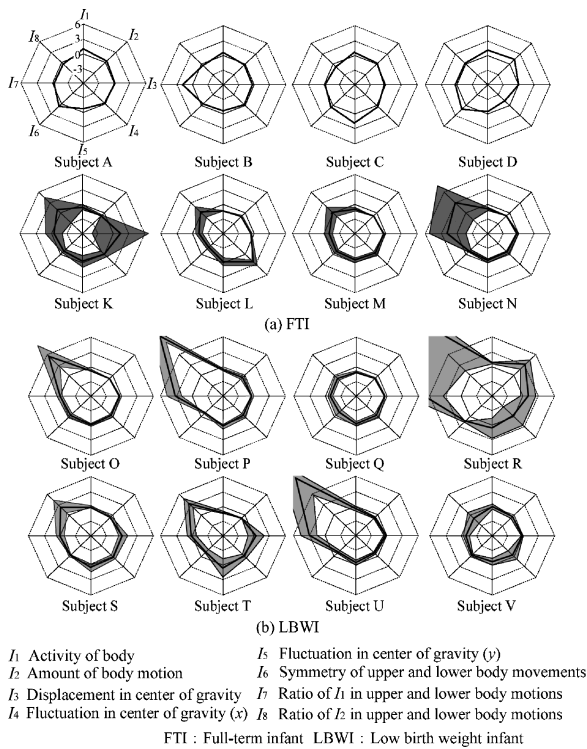 I1
6
I8
3
I2
0
-3
I7
I3
I6
I4
I5
Subject A Subject B Subject C Subject D
Subject K Subject L Subject M Subject N
(a) FTI
Subject O Subject P Subject Q Subject R
Subject S Subject T Subject U Subject V
(b) LBWI
I1 Activity of body
I2 Amount of body motion
I3 Displacement in center of gravity
I4 Fluctuation in center of gravity (x)
I5 Fluctuation in center of gravity (y)
I6 Symmetry of upper and lower body movements
I7 Ratio of I1 in upper and lower body motions
I8 Ratio of I2 in upper and lower body motions
FTI : Full-term infant LBWI : Low birth weight infant